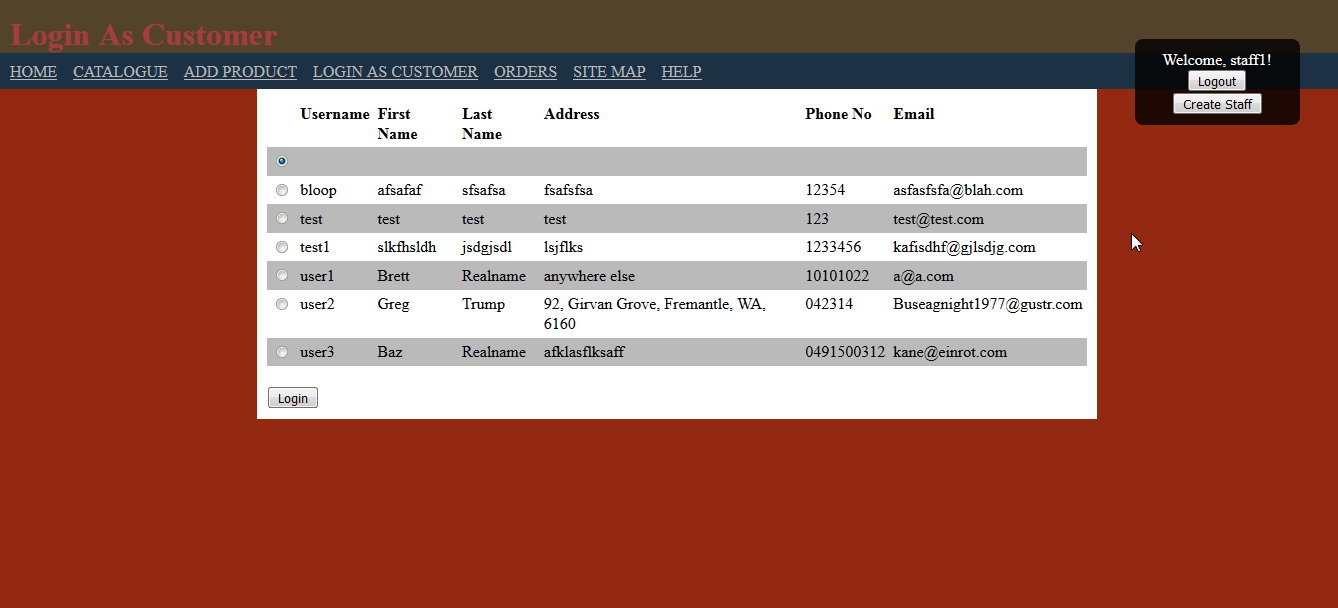 Login As Customer
HOME CATALOGUE ADD PRODUCT LOGIN AS CUSTOMER ORDERS SITE MAP HELP
Welcome, staff1!
Logout
Create Staff
Username First Name Last Name Address Phone No Email
bloop afsafaf sfsafsa fsafsfsa 12354 asfasfsfa@blah.com
test test test test 123 test@test.com
test1 slkfhsldh jsdgjsdl lsjflks 1233456 kafisdhf@gjlsdjg.com
user1 Brett Realname anywhere else 10101022 a@a.com
user2 Greg Trump 92, Girvan Grove, Fremantle, WA, 6160 042314 Buseagnight1977@gustr.com
user3 Baz Realname afklasflksaff 0491500312 kane@einrot.com
Login